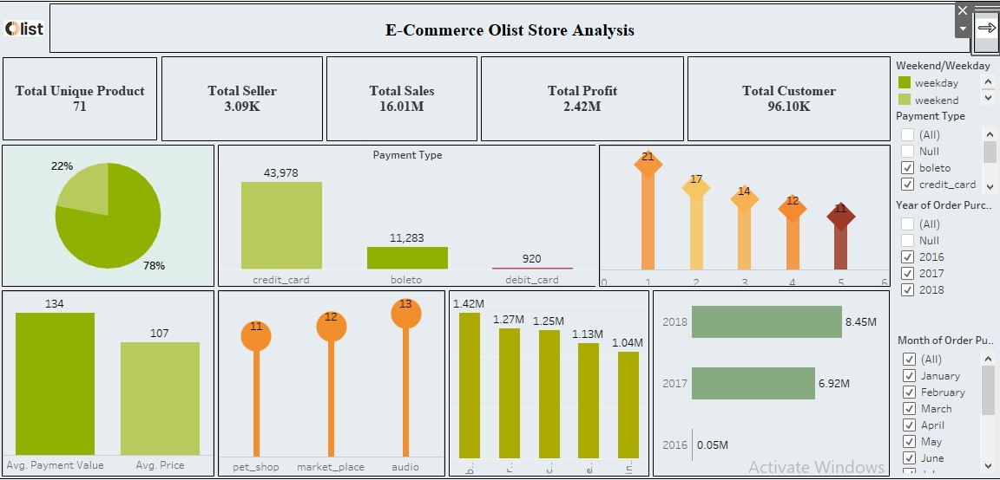 Olist
E-Commerce Olist Store Analysis
Total Unique Product
71
Total Seller
3.09K
Total Sales
16.01M
Total Profit
2.42M
Total Customer
96.10K
Weekend/Weekday
weekday
weekend
Payment Type
(All)
Null
boleto
credit_card
Year of Order Purc..
(All)
Null
2016
2017
2018
Month of Order Pu..
(All)
January
February
March
April
May
June
22%
78%
Payment Type
43,978
11,283
920
credit_card
boleto
debit_card
21
17
14
12
11
0
1
2
3
4
5
6
134
107
Avg. Payment Value
Avg. Price
11
12
13
pet_shop
market_place
audio
1.42M
1.27M
1.25M
1.13M
1.04M
b..
r..
c..
e..
in..
2018
8.45M
2017
6.92M
2016
0.05M
Activate Windows